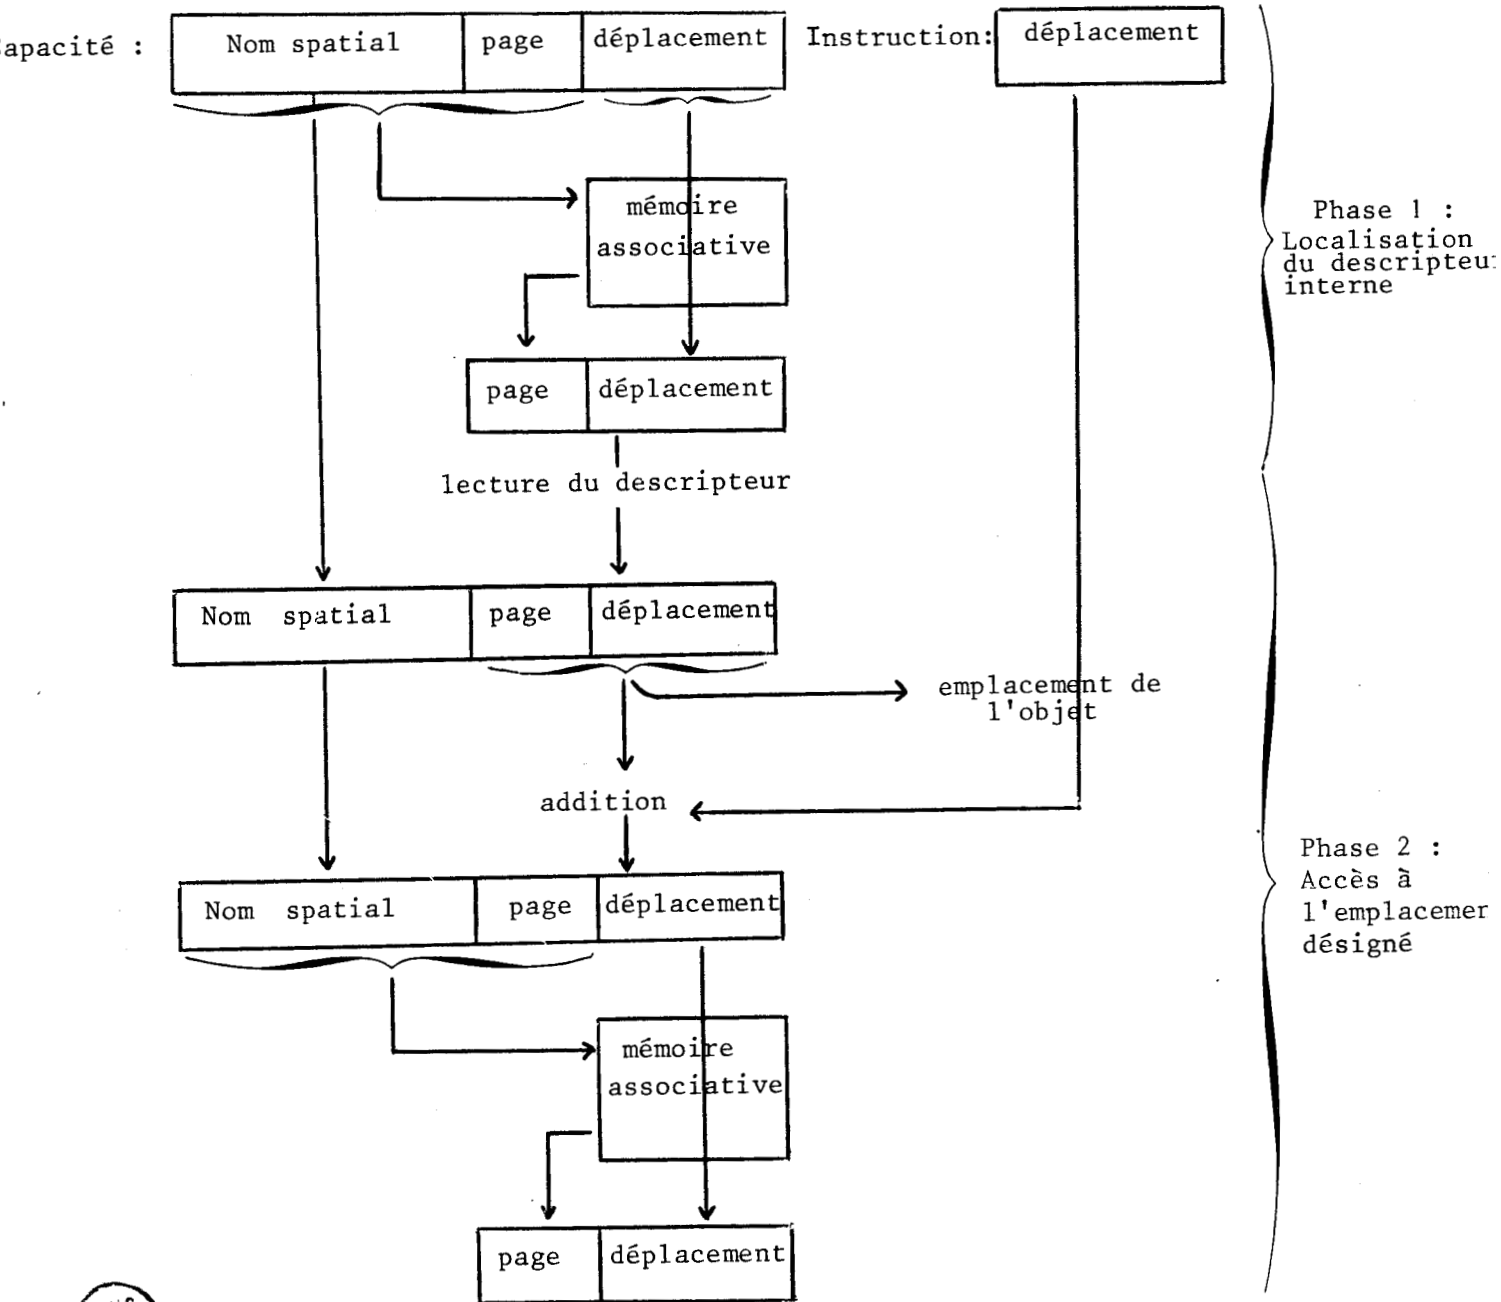 apacité :
Nom spatial
page
déplacement
Instruction:
déplacement
mémoire
associative
Phase 1 :
Localisation
du descripteur
interne
page
déplacement
lecture du descripteur
Nom spatial
page
déplacement
emplacement de
l'objet
addition
Nom spatial
page
déplacement
Phase 2 :
Accès à
l'emplacemer
désigné
mémoire
associative
page
déplacement